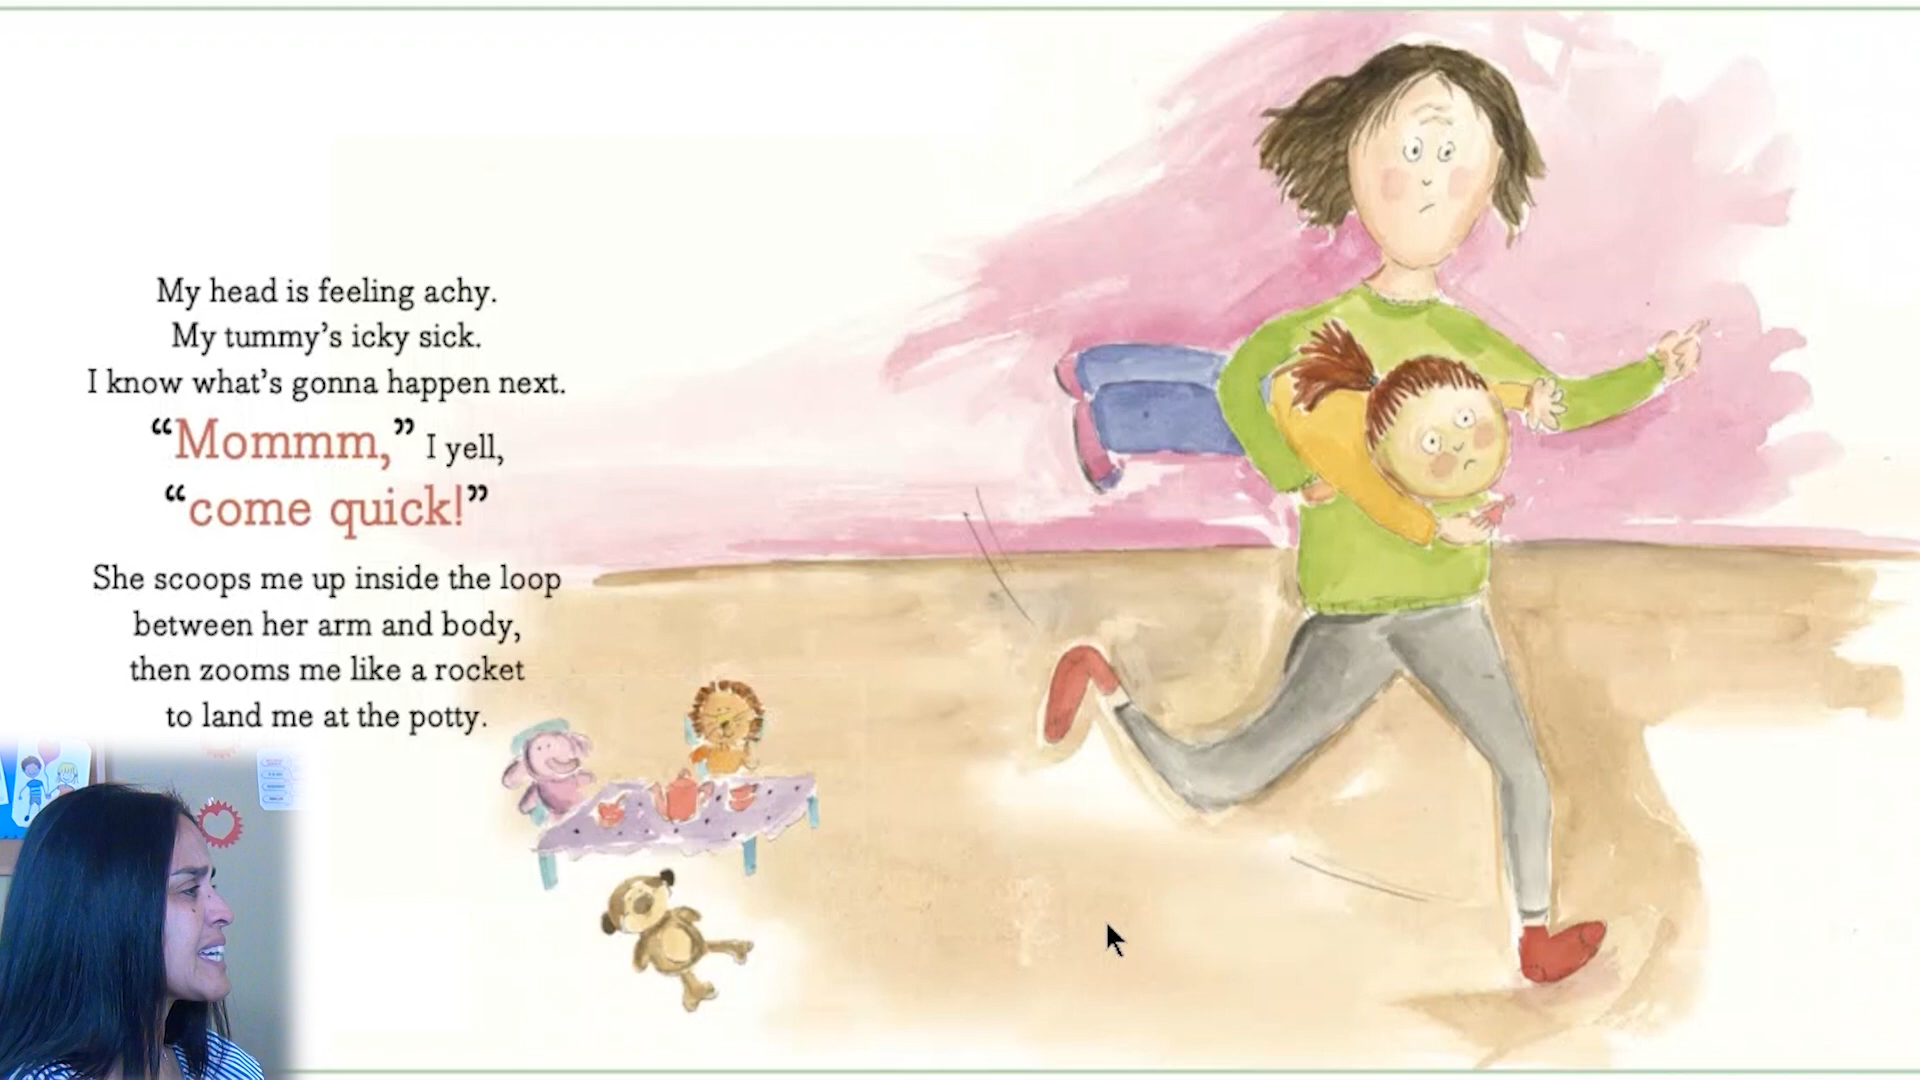 My head is feeling achy.
My tummy’s icky sick.
I know what’s gonna happen next.
“Mommm,” I yell,
“come quick!”
She scoops me up inside the loop
between her arm and body,
then zooms me like a rocket
to land me at the potty.